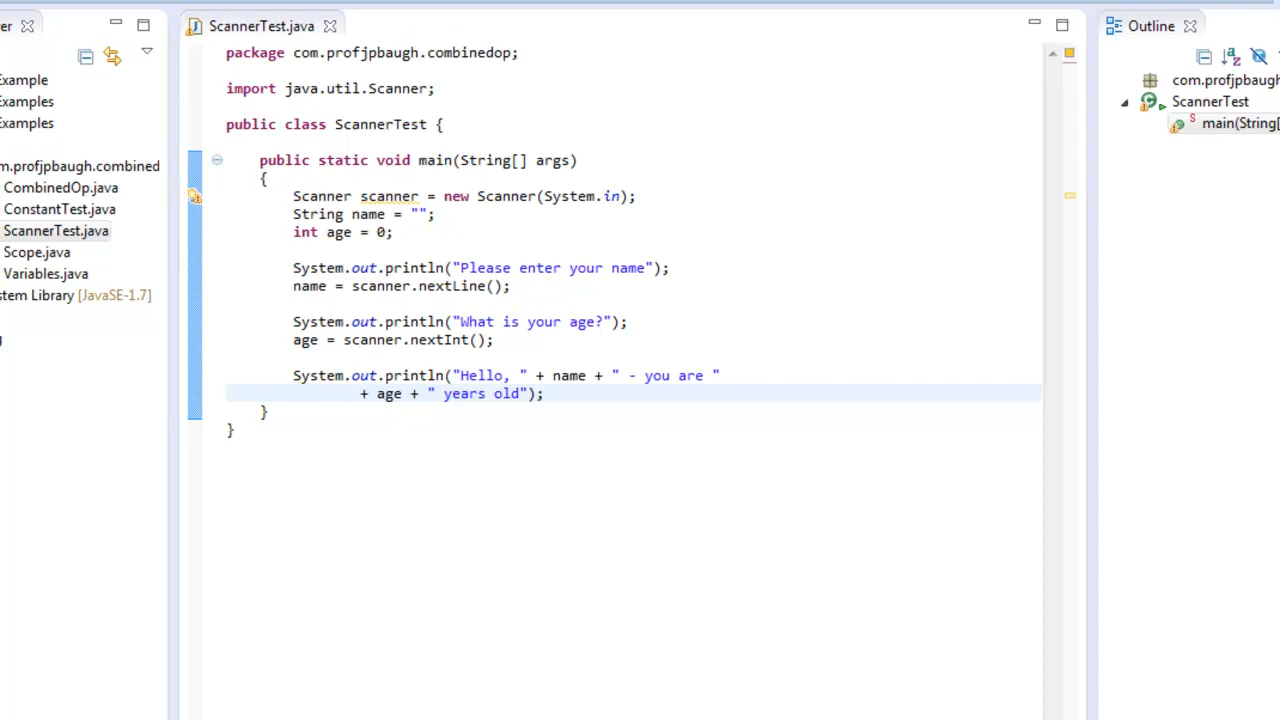 er
Example
Examples
Examples
m.profjpbaugh.combined
CombinedOp.java
ConstantTest.java
ScannerTest.java
Scope.java
Variables.java
stem Library [JavaSE-1.7]
ScannerTest.java
package com.profjpbaugh.combinedop;
import java.util.Scanner;
public class ScannerTest {
public static void main(String[] args)
{
Scanner scanner = new Scanner(System.in);
String name = "";
int age = 0;
System.out.println("Please enter your name");
name = scanner.nextLine();
System.out.println("What is your age?");
age = scanner.nextInt();
System.out.println("Hello, " + name + " - you are "
+ age + " years old");
}
}
Outline
com.profjpbaugh
ScannerTest
main(String[